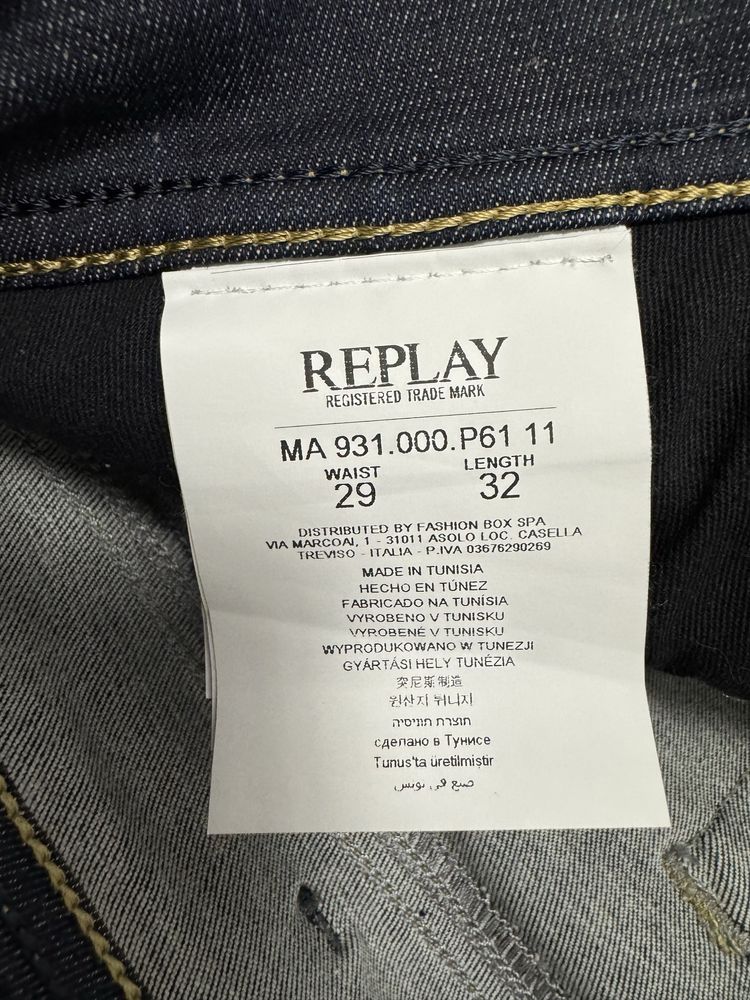 REPLAY
REGISTERED TRADE MARK
MA 931.000.P61 11
WAIST LENGTH
29 32
DISTRIBUTED BY FASHION BOX SPA
VIA MARCOAI, 1 - 31011 ASOLO LOC. CASELLA
TREVISO - ITALIA - P.IVA 03676290269
MADE IN TUNISIA
HECHO EN TÚNEZ
FABRICADO NA TUNÍSIA
VYROBENO V TUNISKU
VYROBENÉ V TUNISKU
WYPRODUKOWANO W TUNEZJI
GYÁRTÁSI HELY TUNÉZIA
突尼斯制造
원산지 튀니지
תוצרת תוניסיה
сделано в Тунисе
Tunus'ta üretilmiştir
صنع في تونس